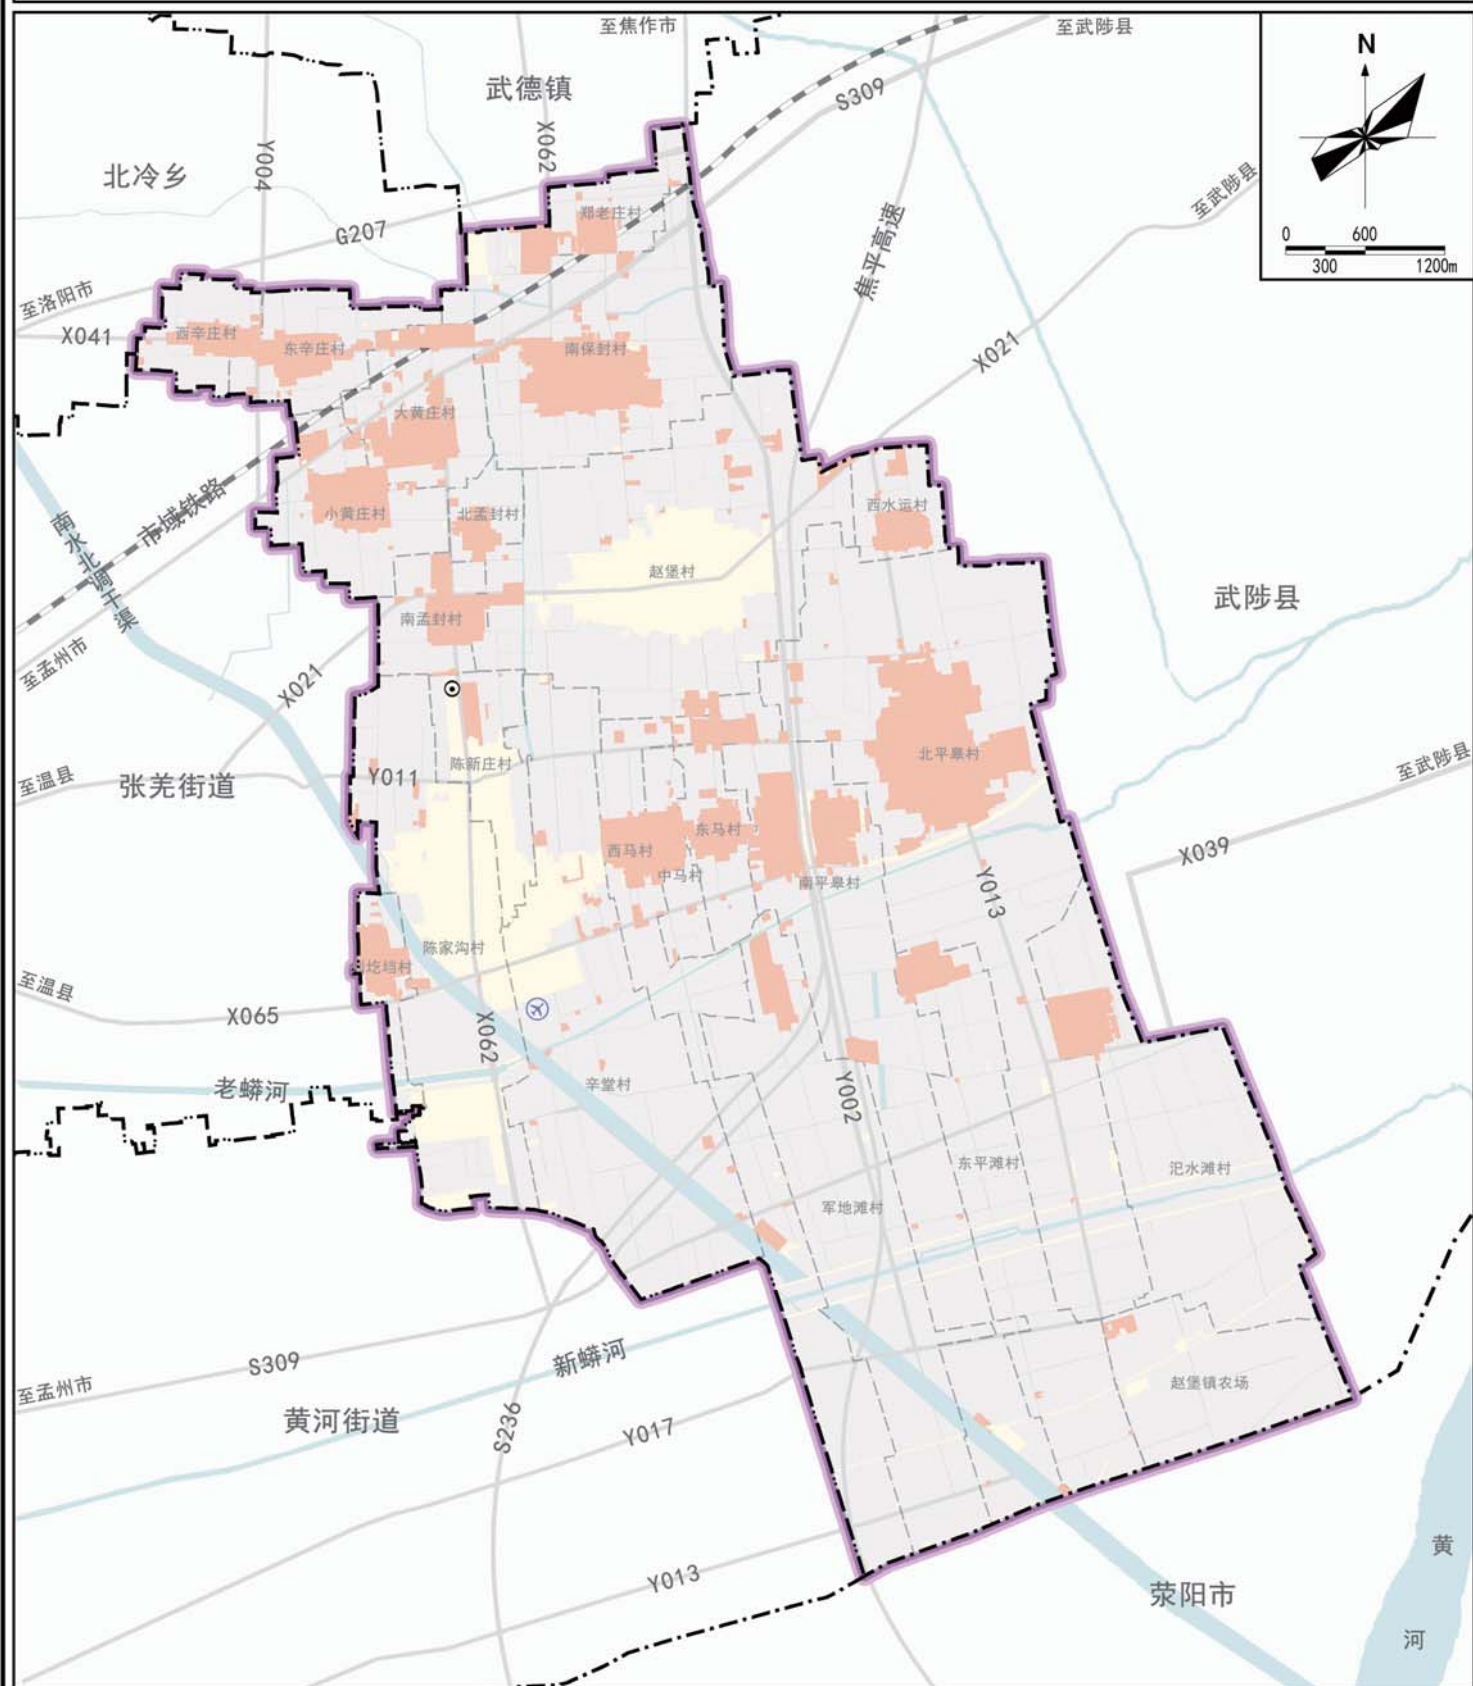 至焦作市
至武陟县
N
武德镇
S309
X062
Y004
北冷乡
至武陟县
郑老庄村
G207
焦平高速
0
600
300
1200m
至洛阳市
X041
西辛庄村
东辛庄村
南保封村
X021
大黄庄村
西水运村
小黄庄村
北孟封村
市域铁路
南水北调干渠
赵堡村
武陟县
南孟封村
至孟州市
X021
北平皋村
陈新庄村
至温县
张羌街道
Y011
至武陟县
东马村
西马村
X039
中马村
南平皋村
Y013
陈家沟村
圪垱村
至温县
X065
X062
老蟒河
辛堂村
Y002
东平滩村
汜水滩村
军地滩村
新蟒河
S309
至孟州市
赵堡镇农场
黄河街道
S236
Y017
黄河
Y013
荥阳市